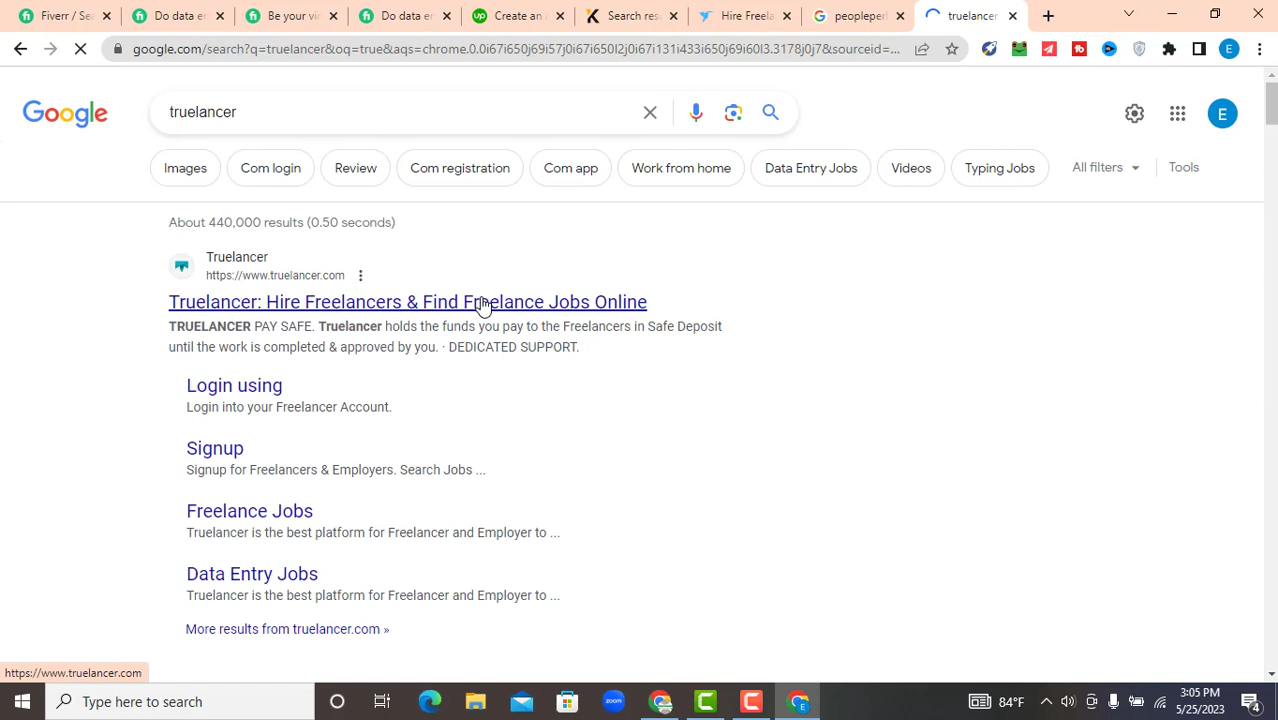 Fiverr / Se
Do data en
Be your vir
Do data en
Create an A
Search res
Hire Freel
peopleperh
truelancer
google.com/search?q=truelancer&oq=true&aqs=chrome.0.0i67i650j69i57j0i67i650l2j0i67i131i433i650j69i60l3.3178j0j7&sourceid=...
E
Google
truelancer
E
Images
Com login
Review
Com registration
Com app
Work from home
Data Entry Jobs
Videos
Typing Jobs
All filters
Tools
About 440,000 results (0.50 seconds)
Truelancer
https://www.truelancer.com
Truelancer: Hire Freelancers & Find Freelance Jobs Online
TRUELANCER PAY SAFE. Truelancer holds the funds you pay to the Freelancers in Safe Deposit
until the work is completed & approved by you. · DEDICATED SUPPORT.
Login using
Login into your Freelancer Account.
Signup
Signup for Freelancers & Employers. Search Jobs ...
Freelance Jobs
Truelancer is the best platform for Freelancer and Employer to ...
Data Entry Jobs
Truelancer is the best platform for Freelancer and Employer to ...
More results from truelancer.com »
https://www.truelancer.com
Type here to search
zoom
84°F
3:05 PM
5/25/2023
4